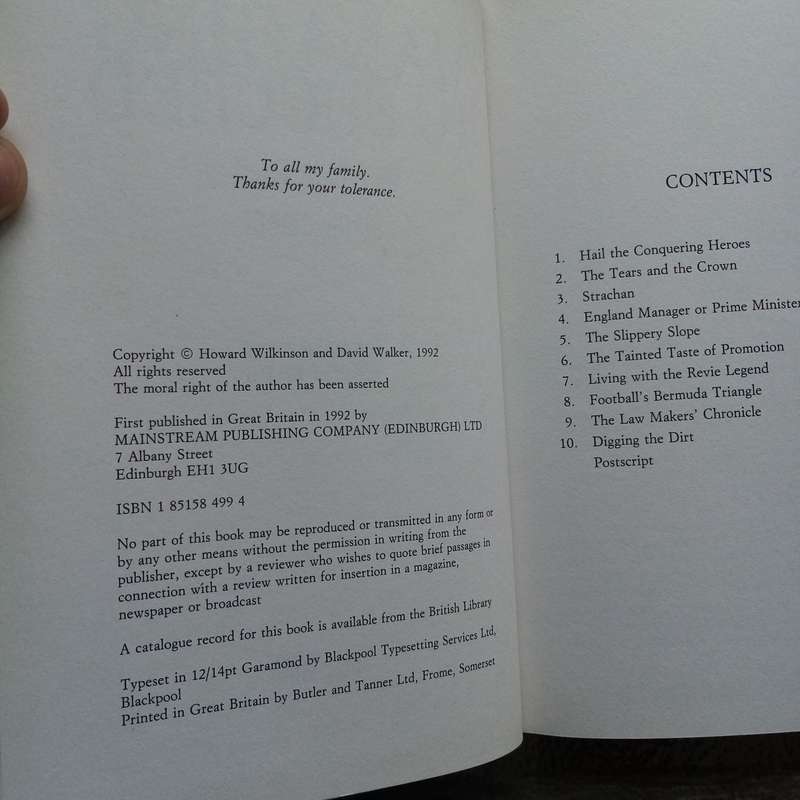 To all my family.
Thanks for your tolerance.
Copyright © Howard Wilkinson and David Walker, 1992
All rights reserved
The moral right of the author has been asserted
First published in Great Britain in 1992 by
MAINSTREAM PUBLISHING COMPANY (EDINBURGH) LTD
7 Albany Street
Edinburgh EH1 3UG
ISBN 1 85158 499 4
No part of this book may be reproduced or transmitted in any form or
by any other means without the permission in writing from the
publisher, except by a reviewer who wishes to quote brief passages in
connection with a review written for insertion in a magazine,
newspaper or broadcast
A catalogue record for this book is available from the British Library
Typeset in 12/14pt Garamond by Blackpool Typesetting Services Ltd,
Blackpool
Printed in Great Britain by Butler and Tanner Ltd, Frome, Somerset
CONTENTS
1. Hail the Conquering Heroes
2. The Tears and the Crown
3. Strachan
4. England Manager or Prime Minister
5. The Slippery Slope
6. The Tainted Taste of Promotion
7. Living with the Revie Legend
8. Football's Bermuda Triangle
9. The Law Makers' Chronicle
10. Digging the Dirt
Postscript